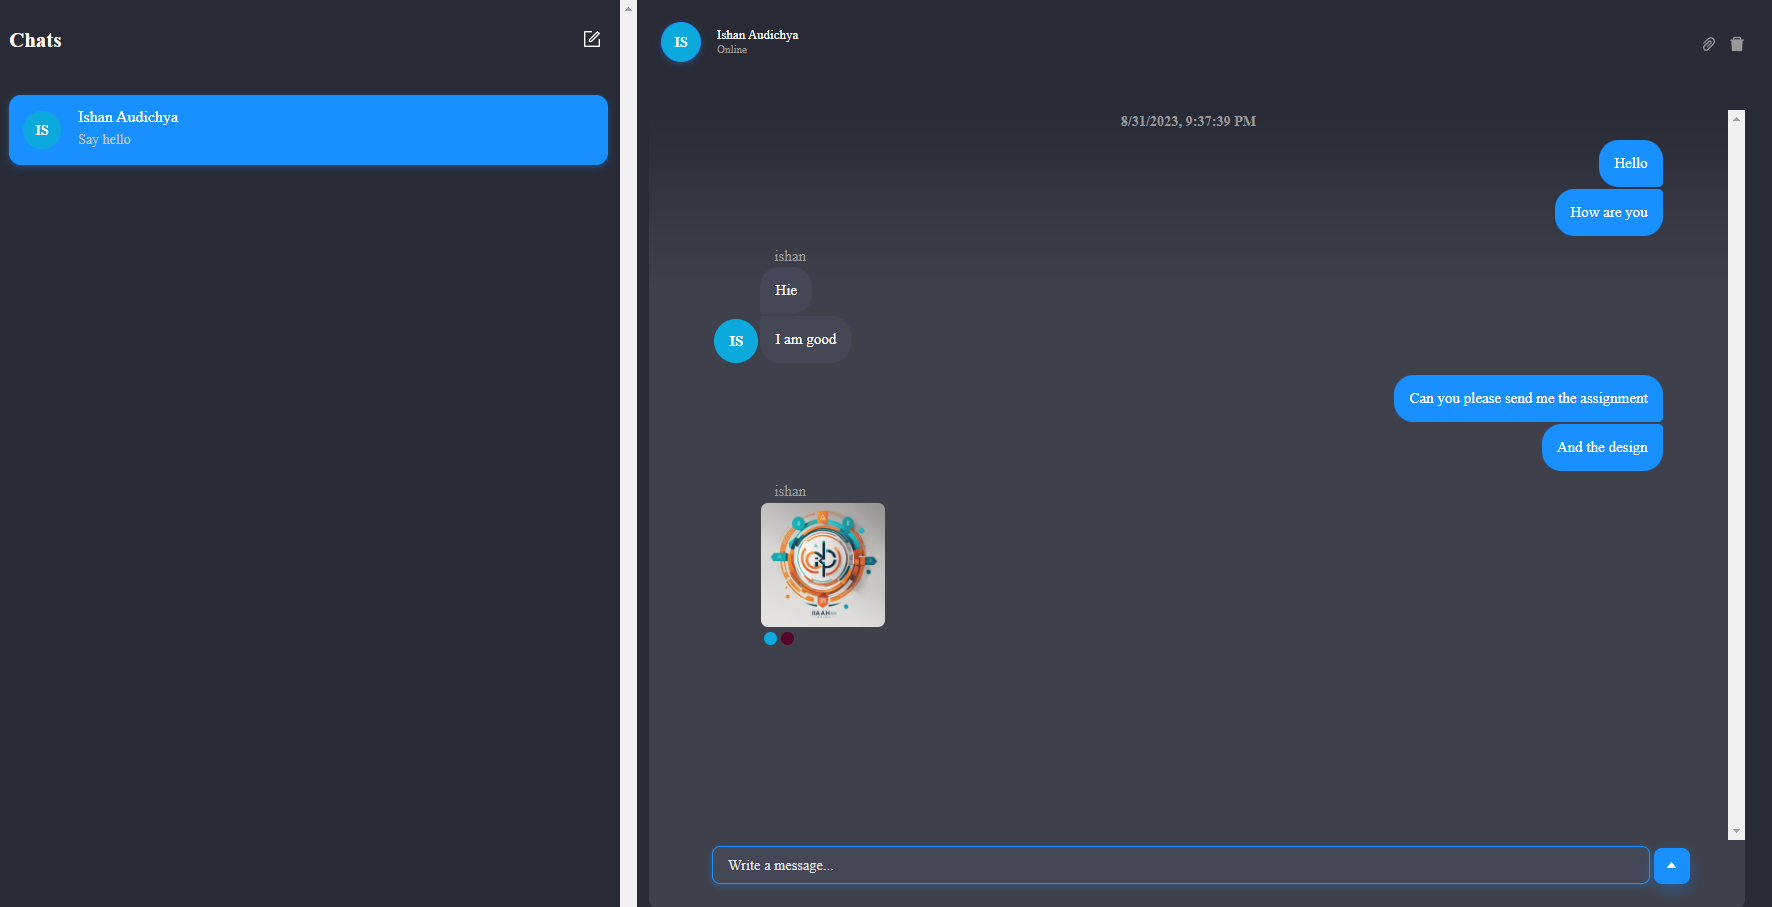 Chats
IS
Ishan Audichya
Say hello
IS
Ishan Audichya
Online
8/31/2023, 9:37:39 PM
Hello
How are you
ishan
Hie
IS
I am good
Can you please send me the assignment
And the design
ishan
Write a message...